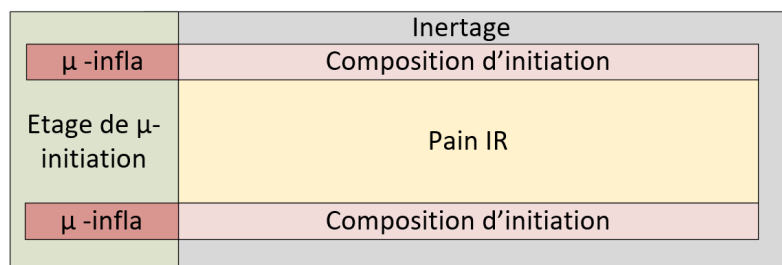 Inertage
μ -infla
Composition d’initiation
Etage de μ-
initiation
Pain IR
μ -infla
Composition d’initiation